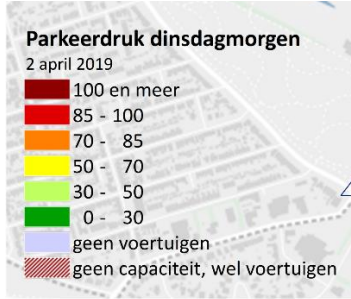 Parkeerdruk dinsdagmorgen
2 april 2019
100 en meer
85 - 100
70 - 85
50 - 70
30 - 50
0 - 30
geen voertuigen
geen capaciteit, wel voertuigen